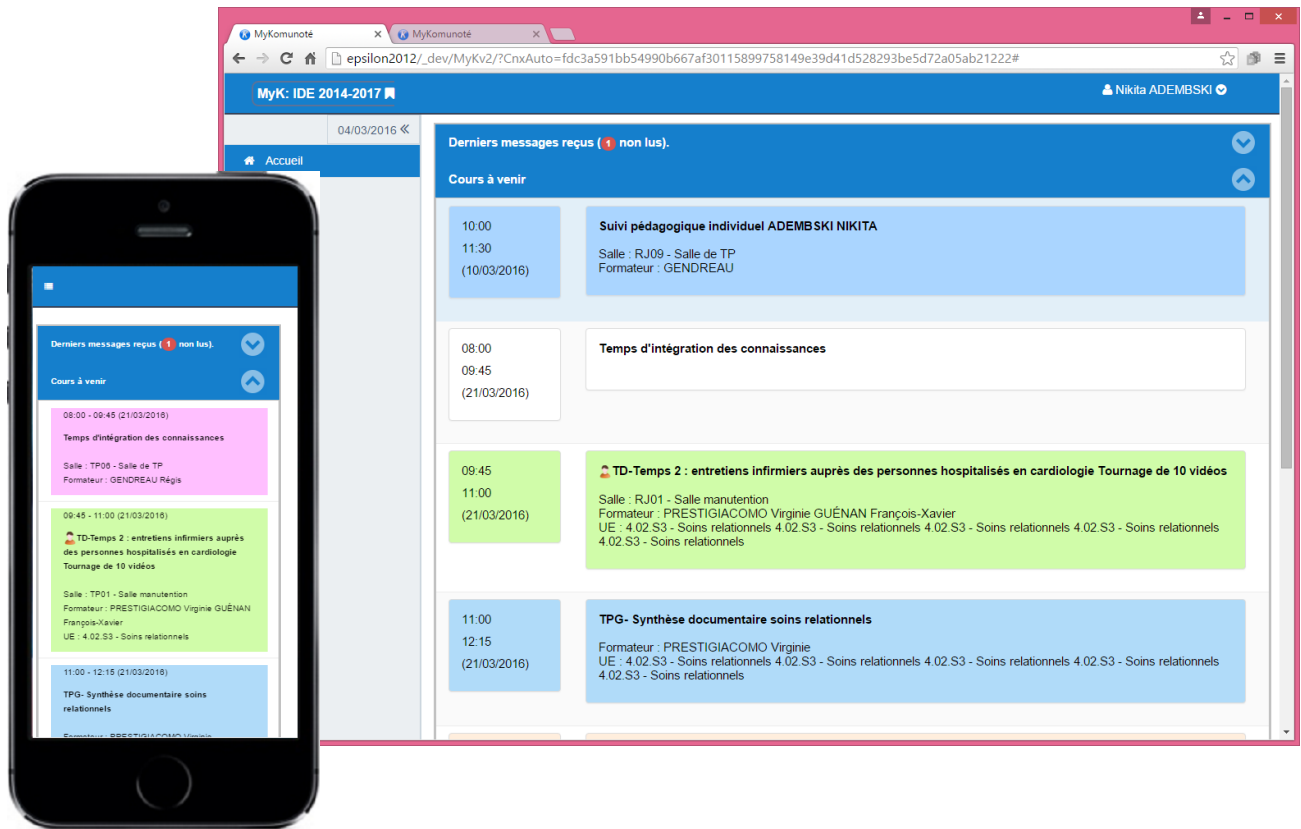 MyKomunoté
MyKomunoté
epsilon2012/_dev/MyKv2/?CnxAuto=fdc3a591bb54990b667af30115899758149e39d41d528293be5d72a05ab21222#
MyK: IDE 2014-2017
Nikita ADEMBSKI
04/03/2016
Accueil
Derniers messages reçus (1 non lus).
Cours à venir
10:00
11:30
(10/03/2016)
Suivi pédagogique individuel ADEMBSKI NIKITA
Salle : RJ09 - Salle de TP
Formateur : GENDREAU
08:00
09:45
(21/03/2016)
Temps d'intégration des connaissances
09:45
11:00
(21/03/2016)
TD-Temps 2 : entretiens infirmiers auprès des personnes hospitalisés en cardiologie Tournage de 10 vidéos
Salle : RJ01 - Salle manutention
Formateur : PRESTIGIACOMO Virginie GUÉNAN François-Xavier
UE : 4.02.S3 - Soins relationnels 4.02.S3 - Soins relationnels 4.02.S3 - Soins relationnels 4.02.S3 - Soins relationnels
4.02.S3 - Soins relationnels
11:00
12:15
(21/03/2016)
TPG- Synthèse documentaire soins relationnels
Formateur : PRESTIGIACOMO Virginie
UE : 4.02.S3 - Soins relationnels 4.02.S3 - Soins relationnels 4.02.S3 - Soins relationnels 4.02.S3 - Soins relationnels
4.02.S3 - Soins relationnels
Derniers messages reçus (1 non lus).
Cours à venir
08:00 - 09:45 (21/03/2016)
Temps d'intégration des connaissances
Salle : TP06 - Salle de TP
Formateur : GENDREAU Régis
09:45 - 11:00 (21/03/2016)
TD-Temps 2 : entretiens infirmiers auprès
des personnes hospitalisés en cardiologie
Tournage de 10 vidéos
Salle : TP01 - Salle manutention
Formateur : PRESTIGIACOMO Virginie GUÉNAN
François-Xavier
UE : 4.02.S3 - Soins relationnels
11:00 - 12:15 (21/03/2016)
TPG- Synthèse documentaire soins
relationnels
Formateur : PRESTIGIACOMO Virginie